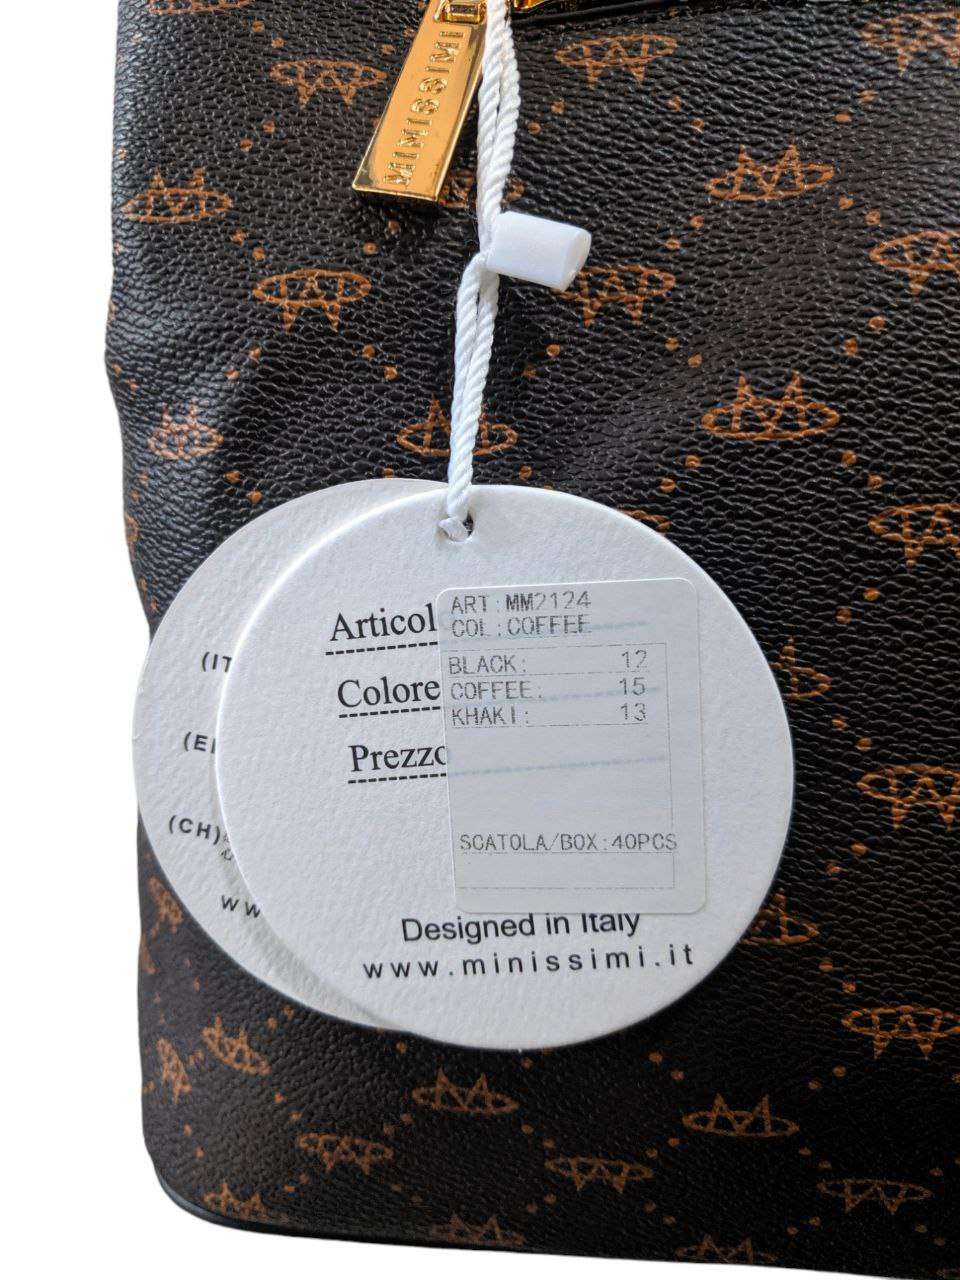 MINISSIMI
Articol
Colore
Prezzo
ART:MM2124
COL:COFFEE
BLACK: 12
COFFEE: 15
KHAKI: 13
SCATOLA/BOX:40PCS
Designed in Italy
www.minissimi.it
(IT
(E
(CH)
ww